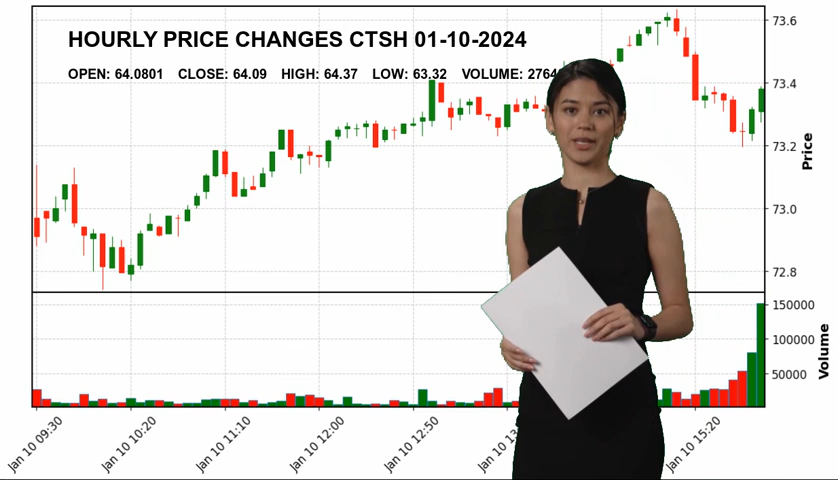 HOURLY PRICE CHANGES CTSH 01-10-2024
OPEN: 64.0801 CLOSE: 64.09 HIGH: 64.37 LOW: 63.32 VOLUME: 2764
73.6
73.4
73.2
73.0
72.8
Price
150000
100000
50000
Volume
Jan 10 09:30
Jan 10 10:20
Jan 10 11:10
Jan 10 12:00
Jan 10 12:50
Jan 10 13
Jan 10 15:20